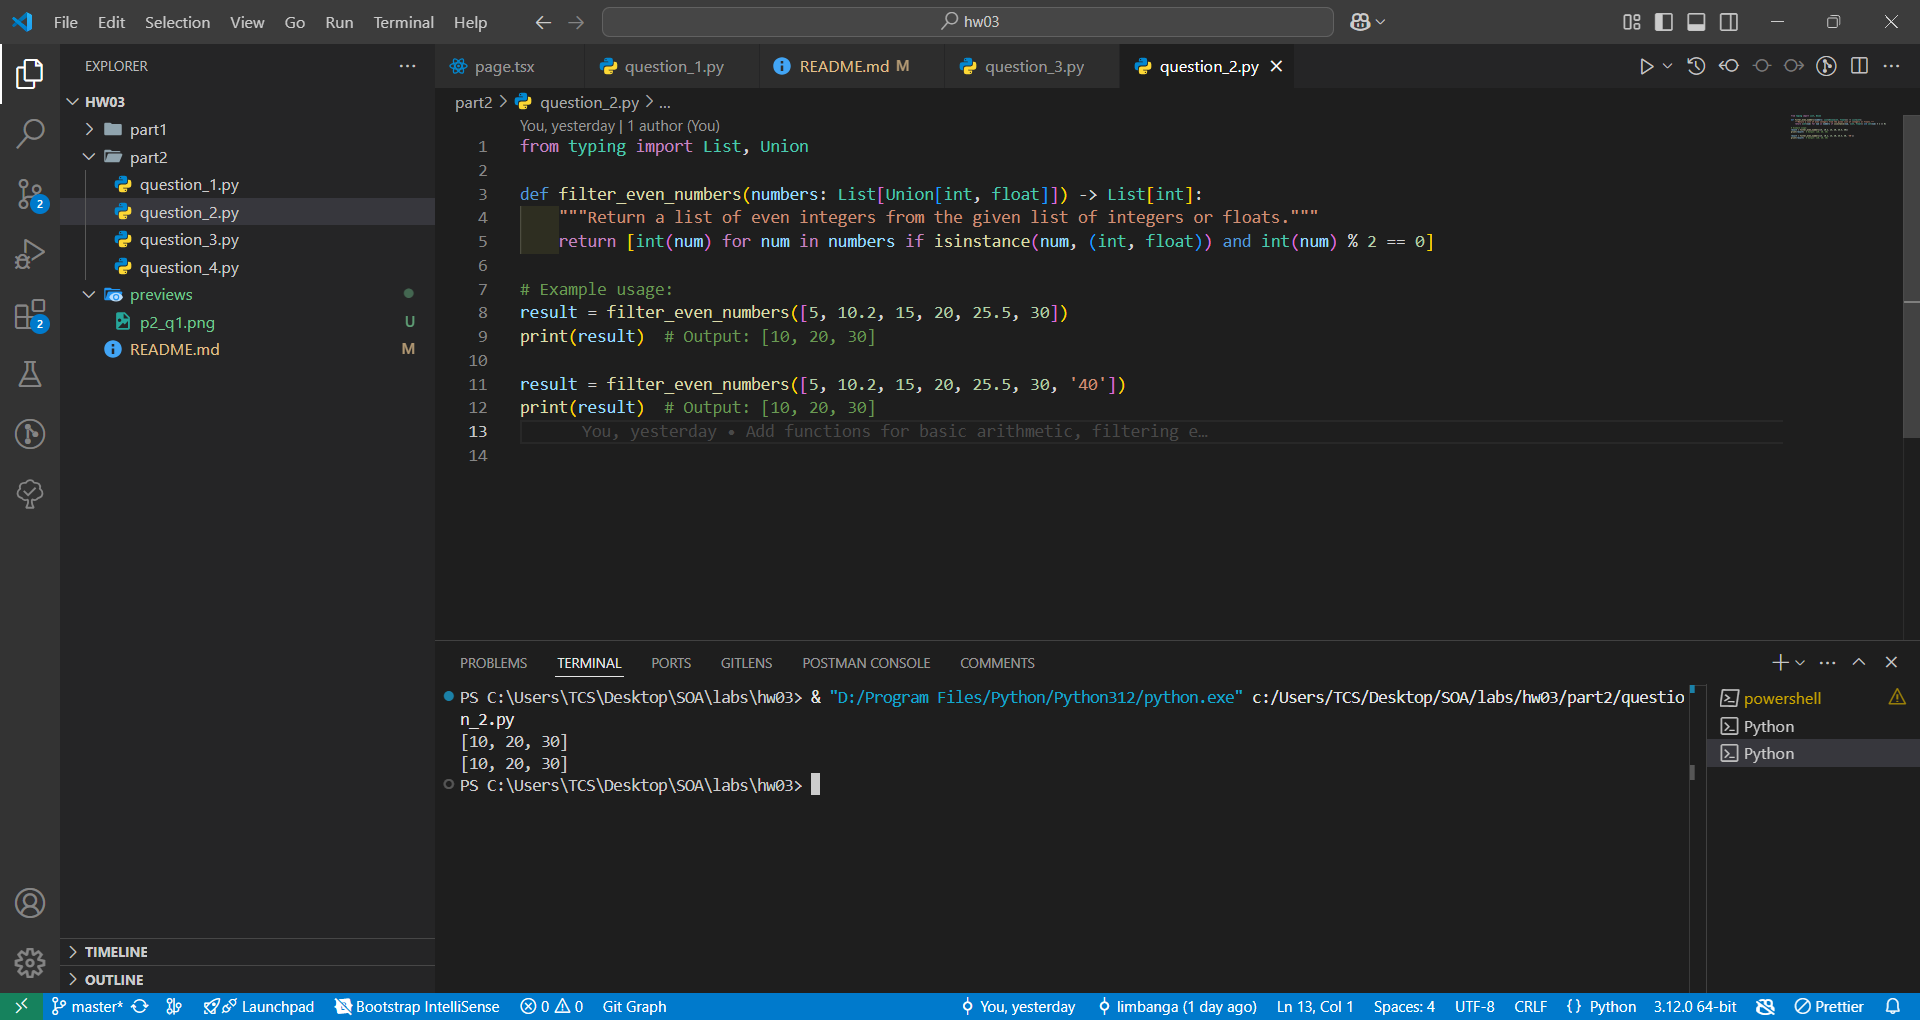 File Edit Selection View Go Run Terminal Help
hw03
EXPLORER
HW03
part1
part2
question_1.py
question_2.py
question_3.py
question_4.py
previews
p2_q1.png U
README.md M
TIMELINE
OUTLINE
page.tsx question_1.py README.md M question_3.py question_2.py
part2 > question_2.py > ...
You, yesterday | 1 author (You)
1 from typing import List, Union
2
3 def filter_even_numbers(numbers: List[Union[int, float]]) -> List[int]:
4 """Return a list of even integers from the given list of integers or floats."""
5 return [int(num) for num in numbers if isinstance(num, (int, float)) and int(num) % 2 == 0]
6
7 # Example usage:
8 result = filter_even_numbers([5, 10.2, 15, 20, 25.5, 30])
9 print(result)  # Output: [10, 20, 30]
10
11 result = filter_even_numbers([5, 10.2, 15, 20, 25.5, 30, '40'])
12 print(result)  # Output: [10, 20, 30]
13 You, yesterday • Add functions for basic arithmetic, filtering e…
14
PROBLEMS TERMINAL PORTS GITLENS POSTMAN CONSOLE COMMENTS
PS C:\Users\TCS\Desktop\SOA\labs\hw03> & "D:/Program Files/Python/Python312/python.exe" c:/Users/TCS/Desktop/SOA/labs/hw03/part2/questio
n_2.py
[10, 20, 30]
[10, 20, 30]
PS C:\Users\TCS\Desktop\SOA\labs\hw03>
powershell
Python
Python
2
2
master* Launchpad Bootstrap IntelliSense 0 0 Git Graph You, yesterday limbanga (1 day ago) Ln 13, Col 1 Spaces: 4 UTF-8 CRLF {} Python 3.12.0 64-bit Prettier